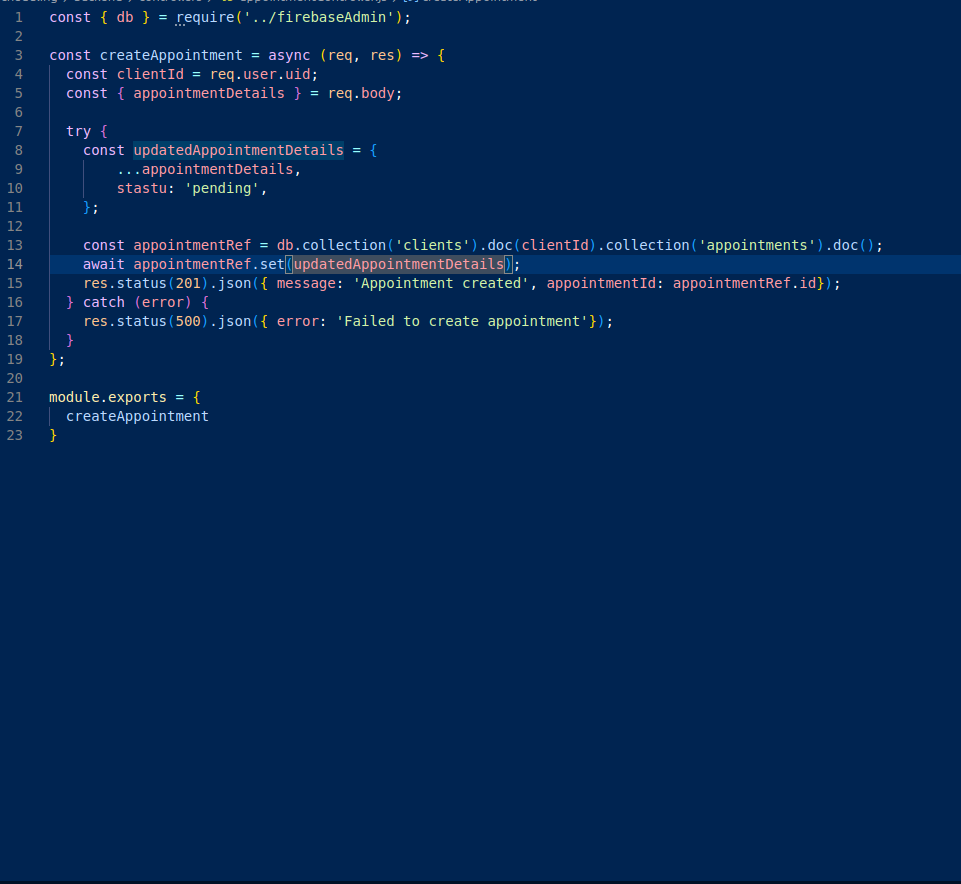 1 const { db } = require('../firebaseAdmin');
2
3 const createAppointment = async (req, res) => {
4   const clientId = req.user.uid;
5   const { appointmentDetails } = req.body;
6
7   try {
8     const updatedAppointmentDetails = {
9         ...appointmentDetails,
10         stastu: 'pending',
11     };
12
13     const appointmentRef = db.collection('clients').doc(clientId).collection('appointments').doc();
14     await appointmentRef.set(updatedAppointmentDetails);
15     res.status(201).json({ message: 'Appointment created', appointmentId: appointmentRef.id});
16   } catch (error) {
17     res.status(500).json({ error: 'Failed to create appointment'});
18   }
19 };
20
21 module.exports = {
22   createAppointment
23 }